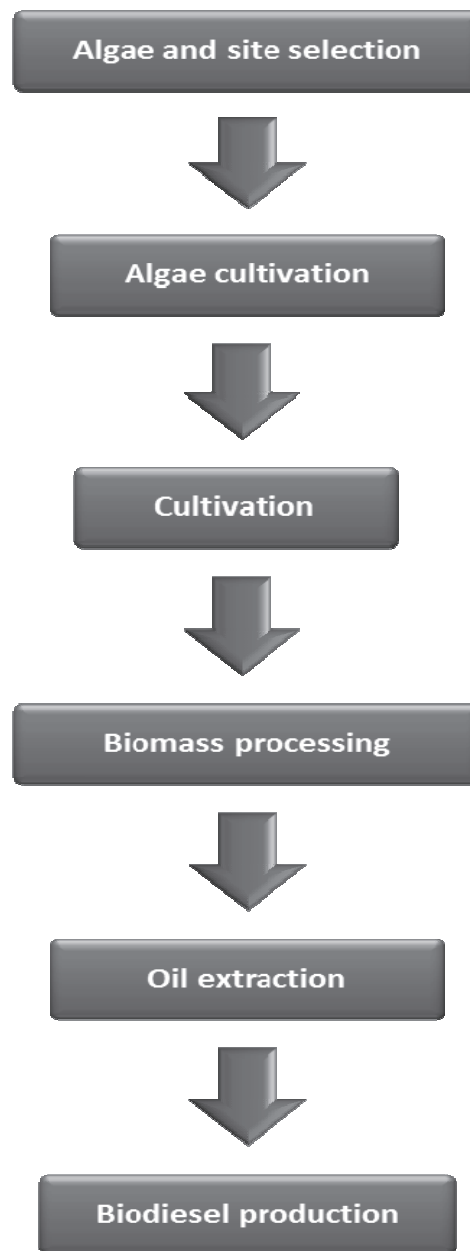 Algae and site selection
Algae cultivation
Cultivation
Biomass processing
Oil extraction
Biodiesel production